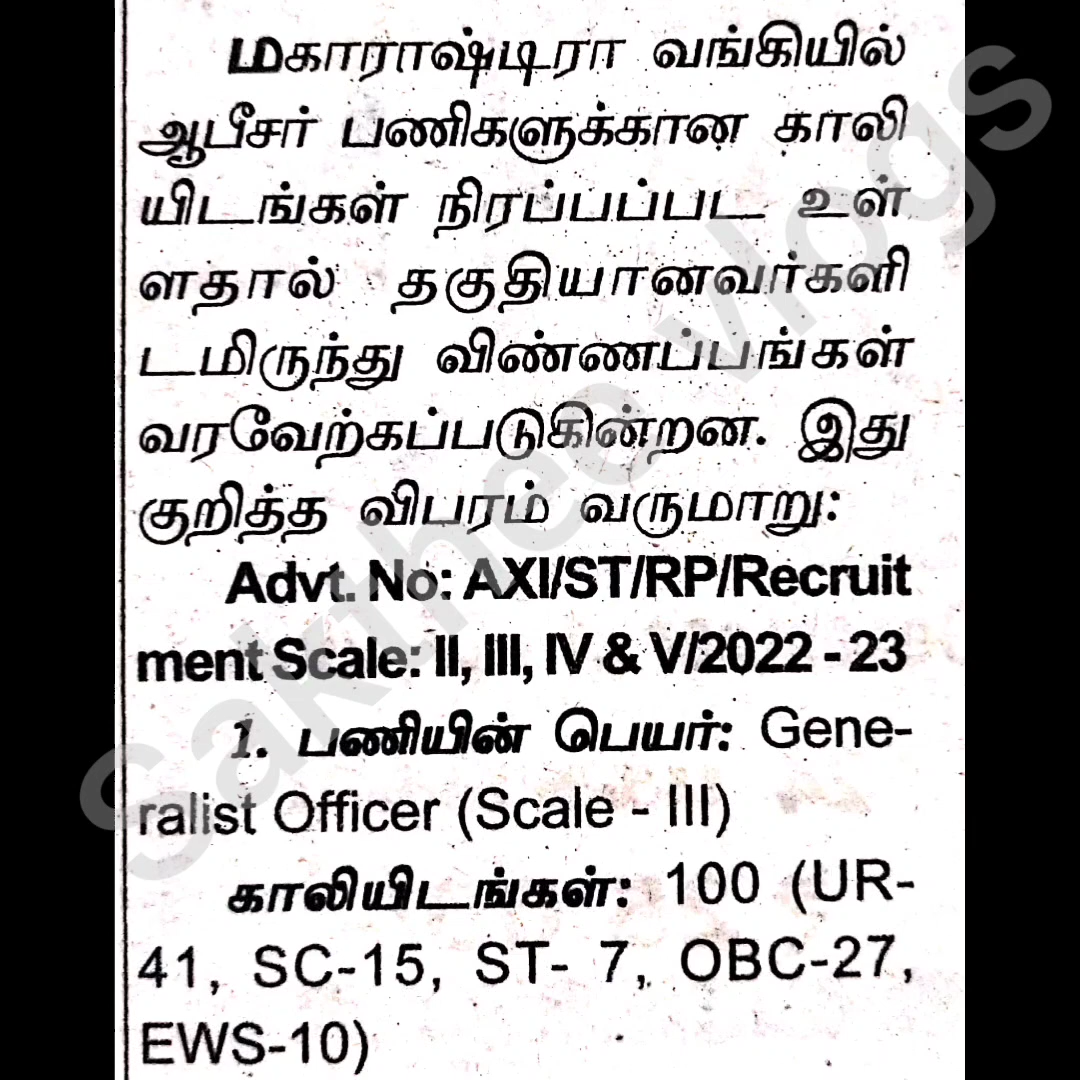 மகாராஷ்டிரா வங்கியில்
ஆபீசர் பணிகளுக்கான காலி
யிடங்கள் நிரப்பப்பட உள்
ளதால் தகுதியானவர்களி
டமிருந்து விண்ணப்பங்கள்
வரவேற்கப்படுகின்றன. இது
குறித்த விபரம் வருமாறு:
Advt. No: AXI/ST/RP/Recruit
ment Scale: II, III, IV & V/2022 - 23
1. பணியின் பெயர்: Gene-
ralist Officer (Scale - III)
காலியிடங்கள்: 100 (UR-
41, SC-15, ST- 7, OBC-27,
EWS-10)
Sakthee vlogs